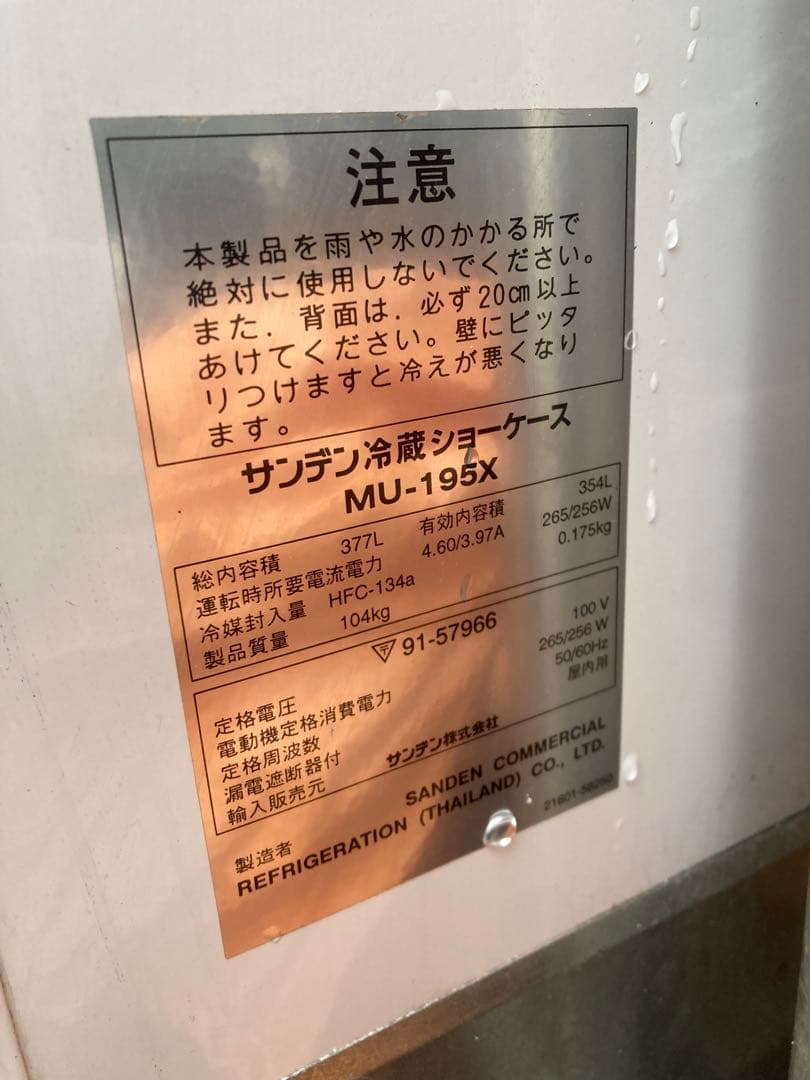 注意
本製品を雨や水のかかる所で
絶対に使用しないでください。
また．背面は．必ず20cm以上
あけてください。壁にピッタ
リつけますと冷えが悪くなり
ます。
サンデン冷蔵ショーケース
MU-195X
総内容積 377L 有効内容積 354L
運転時所要電流電力 4.60/3.97A 265/256W
冷媒封入量 HFC-134a 0.175kg
製品質量 104kg
〒 91-57966
定格電圧 100 V
電動機定格消費電力 265/256 W
定格周波数 50/60Hz
漏電遮断器付 屋内用
輸入販売元 サンデン株式会社
製造者 SANDEN COMMERCIAL
REFRIGERATION (THAILAND) CO., LTD.
21601-56050